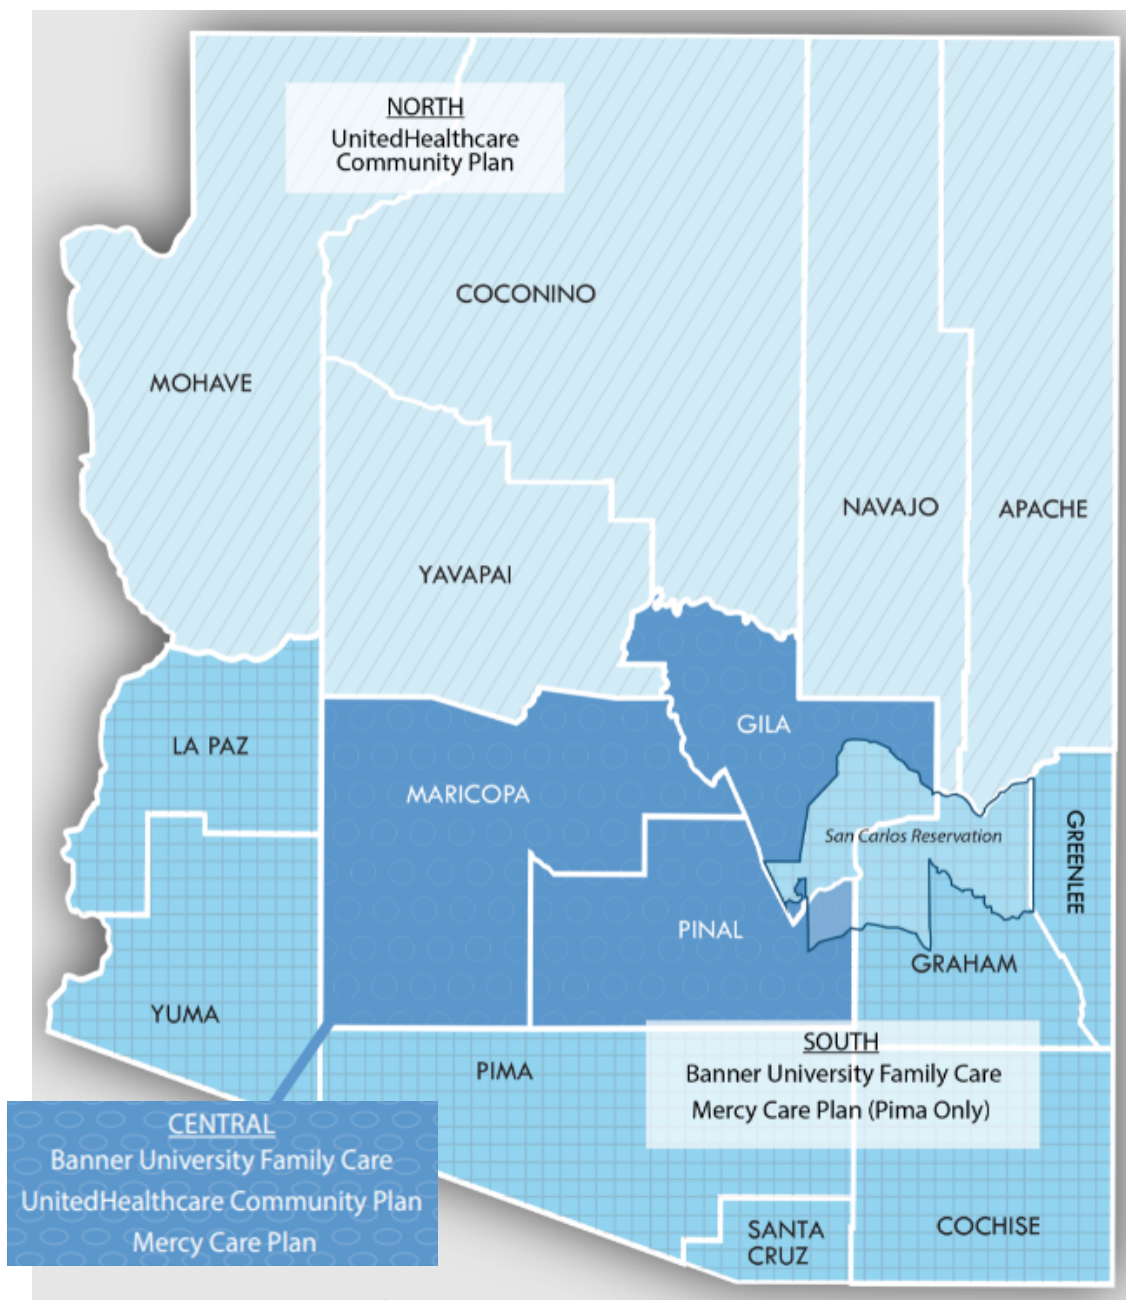 NORTH
UnitedHealthcare
Community Plan
COCONINO
MOHAVE
NAVAJO
APACHE
YAVAPAI
GILA
LA PAZ
MARICOPA
San Carlos Reservation
GREENLEE
PINAL
GRAHAM
YUMA
SOUTH
Banner University Family Care
Mercy Care Plan (Pima Only)
PIMA
CENTRAL
Banner University Family Care
UnitedHealthcare Community Plan
Mercy Care Plan
SANTA
CRUZ
COCHISE